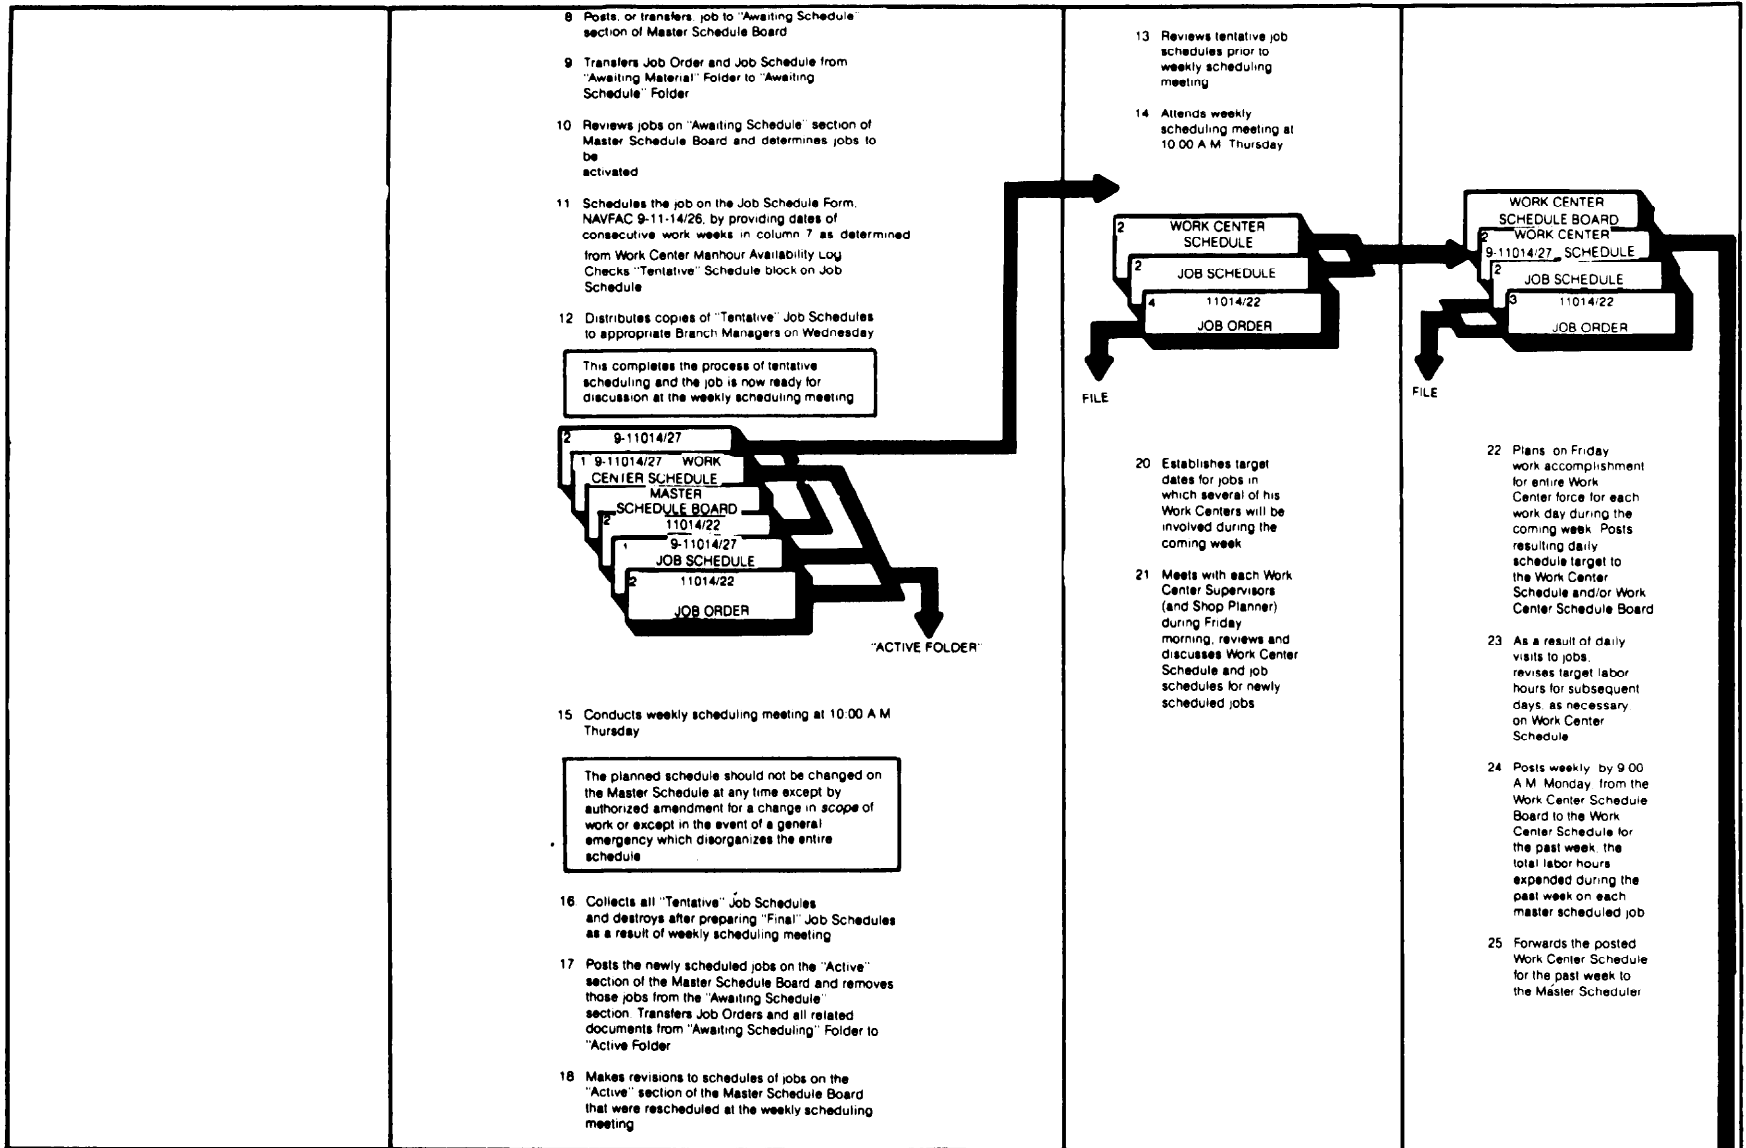 8 Posts, or transfers, job to "Awaiting Schedule"
section of Master Schedule Board
9 Transfers Job Order and Job Schedule from
"Awaiting Material" Folder to "Awaiting
Schedule" Folder
10 Reviews jobs on "Awaiting Schedule" section of
Master Schedule Board and determines jobs to
be
activated
11 Schedules the job on the Job Schedule Form,
NAVFAC 9-11-14/26, by providing dates of
consecutive work weeks in column 7 as determined
from Work Center Manhour Availability Log
Checks "Tentative" Schedule block on Job
Schedule
12 Distributes copies of "Tentative" Job Schedules
to appropriate Branch Managers on Wednesday
This completes the process of tentative
scheduling and the job is now ready for
discussion at the weekly scheduling meeting
2 9-11014/27
1 9-11014/27 WORK
CENTER SCHEDULE
MASTER
SCHEDULE BOARD
2 11014/22
1 9-11014/27
JOB SCHEDULE
2 11014/22
JOB ORDER
"ACTIVE FOLDER"
15 Conducts weekly scheduling meeting at 10:00 A M
Thursday
The planned schedule should not be changed on
the Master Schedule at any time except by
authorized amendment for a change in scope of
work or except in the event of a general
emergency which disorganizes the entire
schedule
16 Collects all "Tentative" Job Schedules
and destroys after preparing "Final" Job Schedules
as a result of weekly scheduling meeting
17 Posts the newly scheduled jobs on the "Active"
section of the Master Schedule Board and removes
those jobs from the "Awaiting Schedule"
section. Transfers Job Orders and all related
documents from "Awaiting Scheduling" Folder to
"Active Folder
18 Makes revisions to schedules of jobs on the
"Active" section of the Master Schedule Board
that were rescheduled at the weekly scheduling
meeting
13 Reviews tentative job
schedules prior to
weekly scheduling
meeting
14 Attends weekly
scheduling meeting at
10 00 A M Thursday
2 WORK CENTER
SCHEDULE
2 JOB SCHEDULE
4 11014/22
JOB ORDER
FILE
20 Establishes target
dates for jobs in
which several of his
Work Centers will be
involved during the
coming week
21 Meets with each Work
Center Supervisors
(and Shop Planner)
during Friday
morning, reviews and
discusses Work Center
Schedule and job
schedules for newly
scheduled jobs
WORK CENTER
SCHEDULE BOARD
2 WORK CENTER
9-11014/27 SCHEDULE
2 JOB SCHEDULE
3 11014/22
JOB ORDER
FILE
22 Plans on Friday
work accomplishment
for entire Work
Center force for each
work day during the
coming week Posts
resulting daily
schedule target to
the Work Center
Schedule and/or Work
Center Schedule Board
23 As a result of daily
visits to jobs,
revises target labor
hours for subsequent
days, as necessary
on Work Center
Schedule
24 Posts weekly by 9 00
A M Monday from the
Work Center Schedule
Board to the Work
Center Schedule for
the past week, the
total labor hours
expended during the
past week on each
master scheduled job
25 Forwards the posted
Work Center Schedule
for the past week to
the Master Scheduler